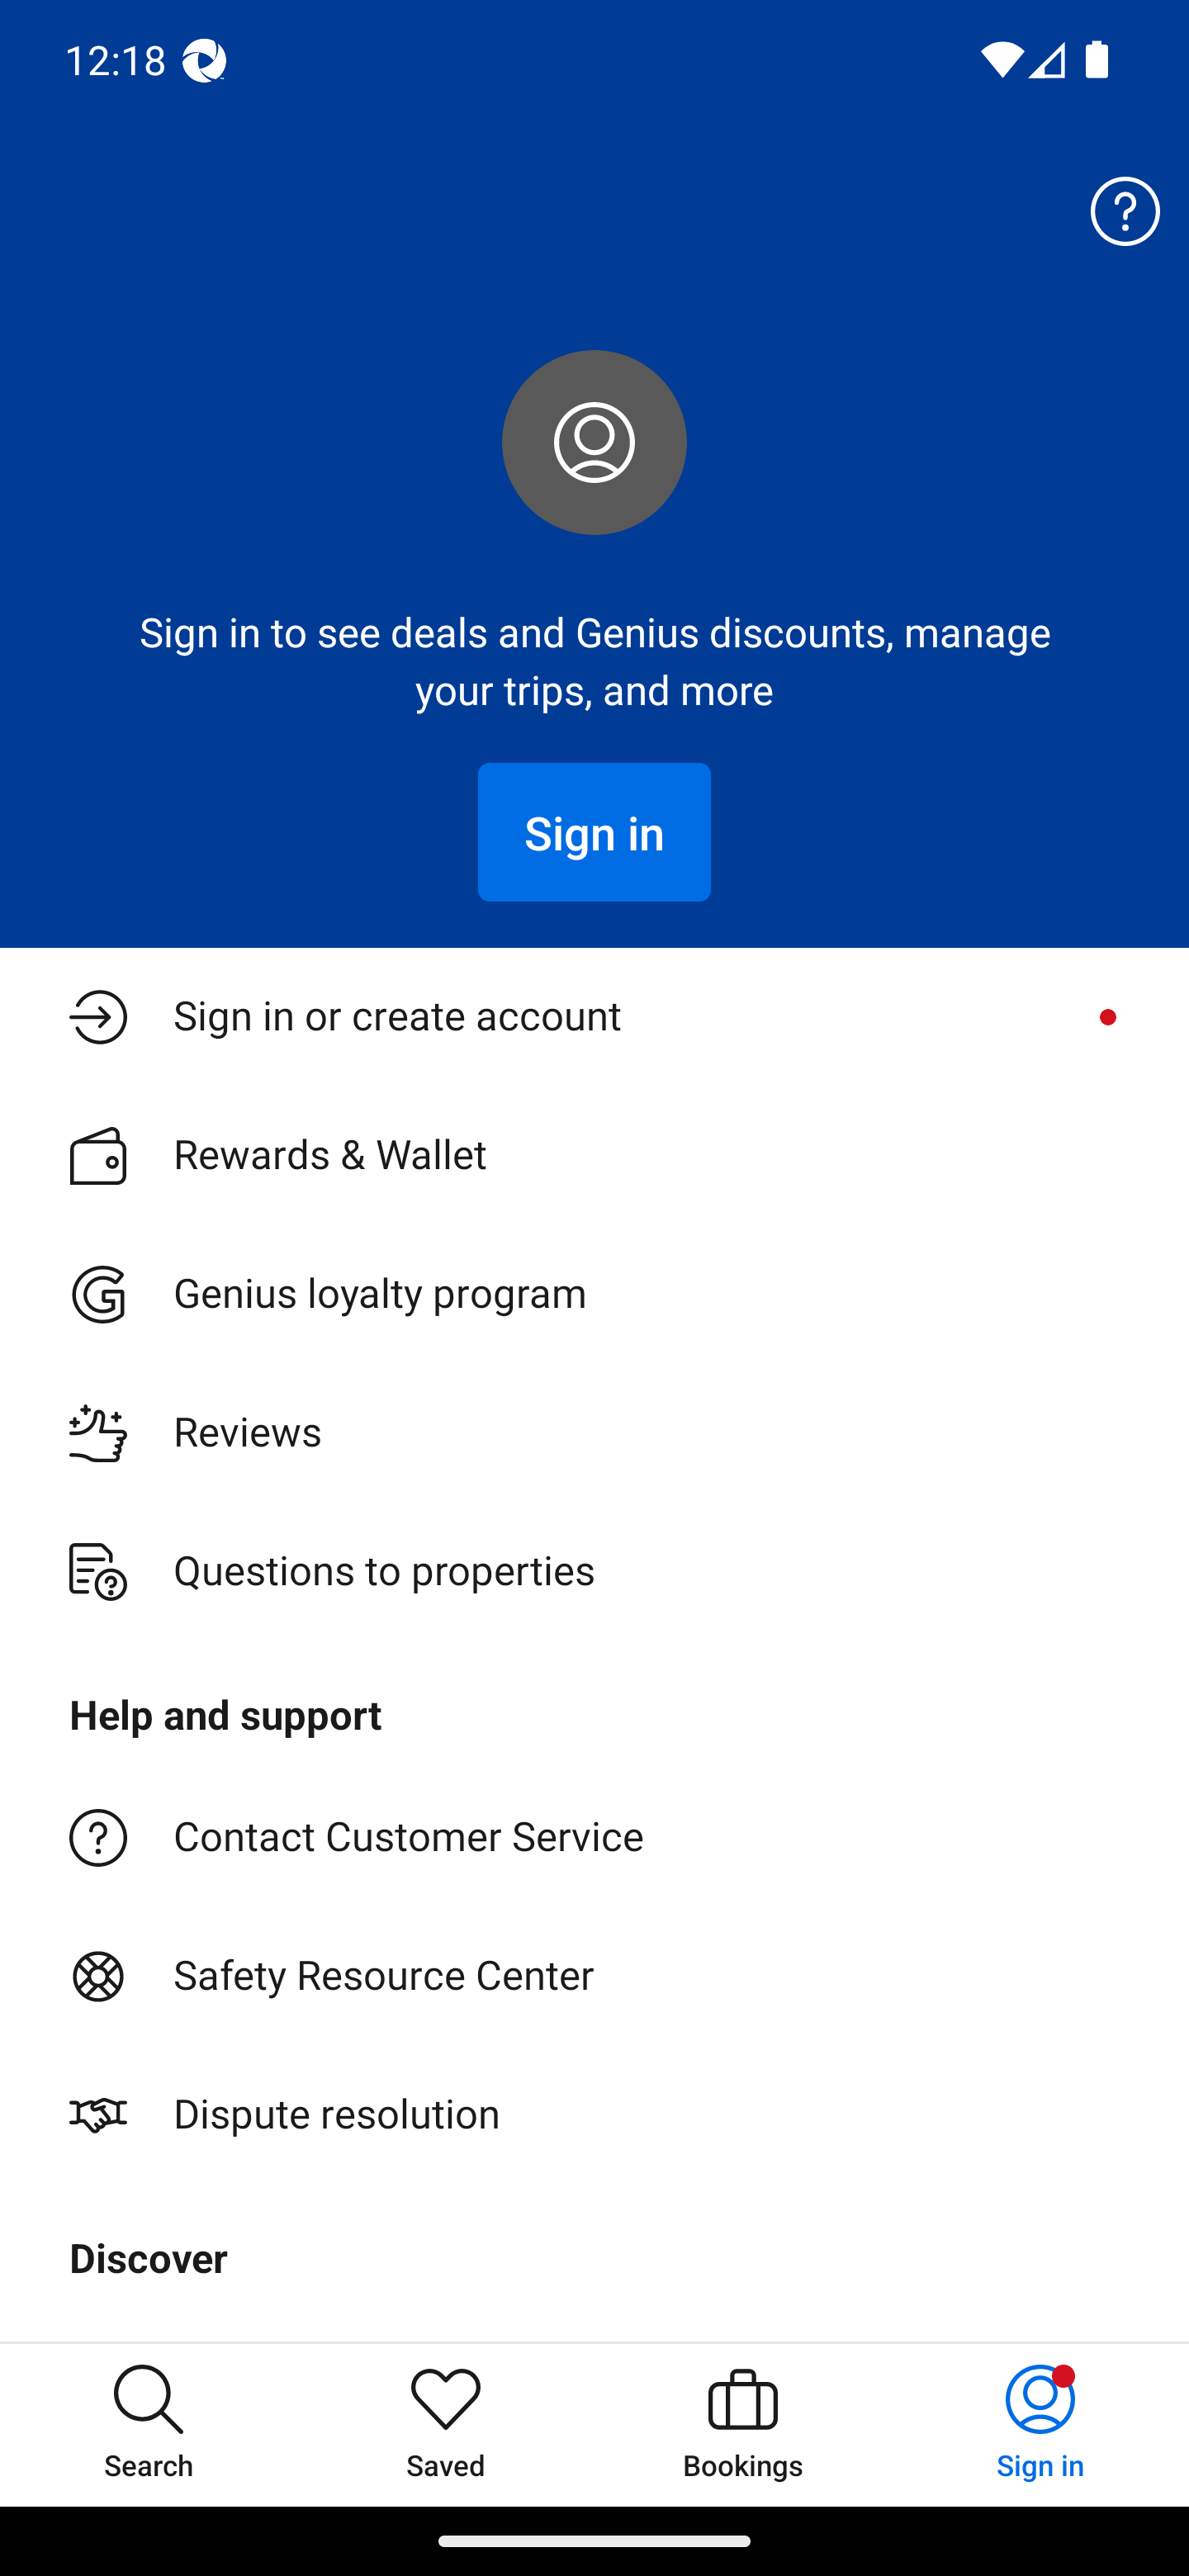 12:18
Sign in to see deals and Genius discounts, manage
your trips, and more
Sign in
Sign in or create account
Rewards & Wallet
Genius loyalty program
Reviews
Questions to properties
Help and support
Contact Customer Service
Safety Resource Center
Dispute resolution
Discover
Search
Saved
Bookings
Sign in